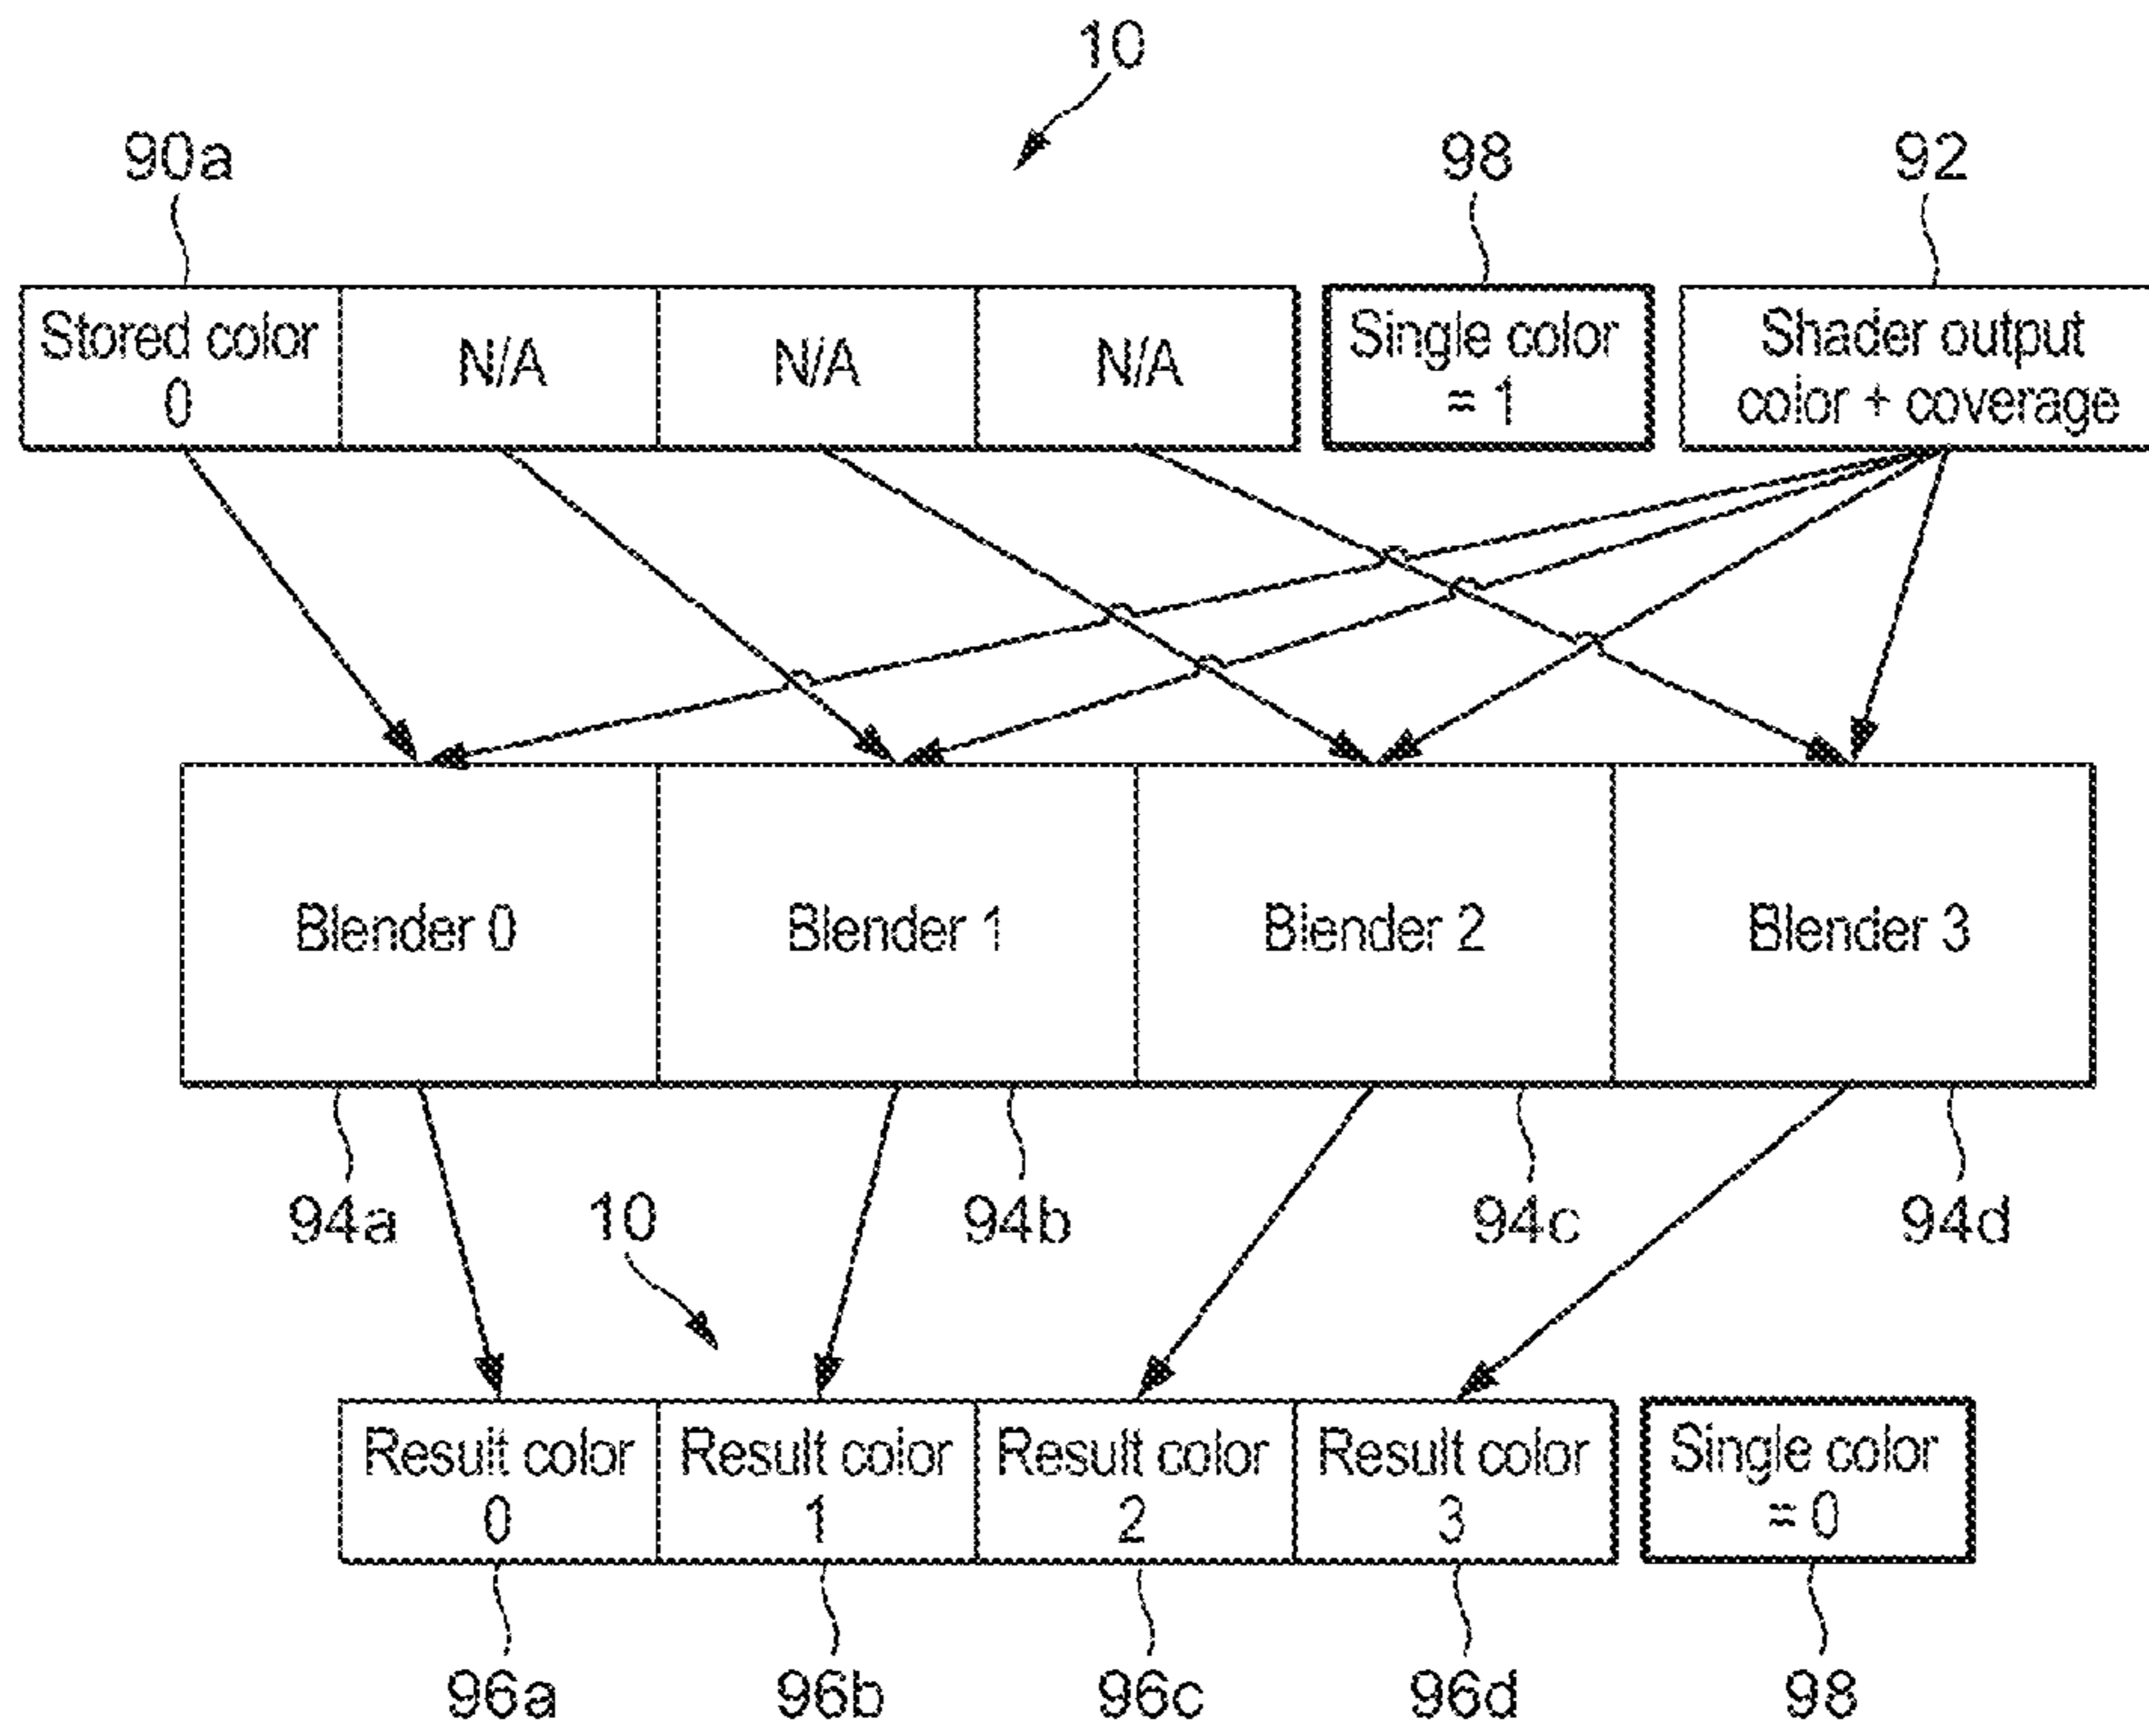 10
90a
98
92
Stored color
0
N/A
N/A
N/A
Single color
= 1
Shader output
color + coverage
Blender 0
Blender 1
Blender 2
Blender 3
94a
10
94b
94c
94d
Result color
0
Result color
1
Result color
2
Result color
3
Single color
= 0
96a
96b
96c
96d
98